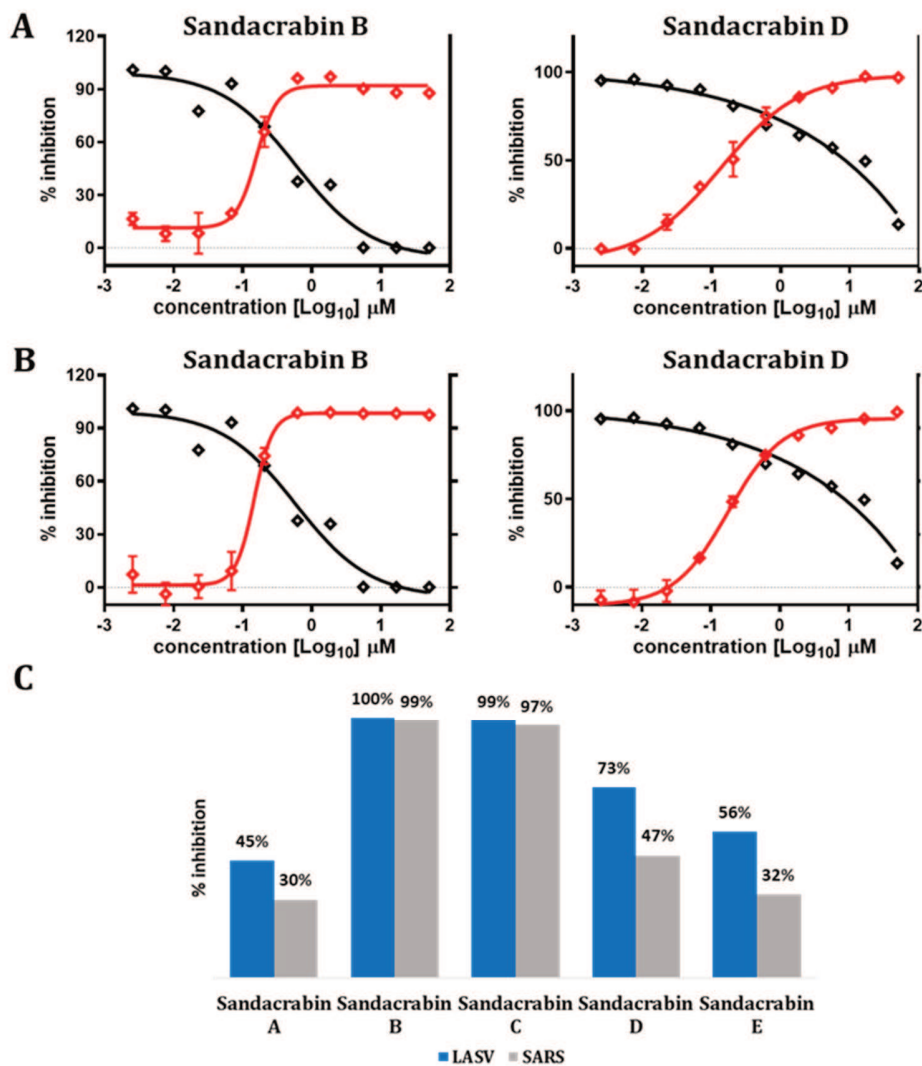 A
Sandacrabin B
Sandacrabin D
120
90
60
30
0
% inhibition
-3 -2 -1 0 1 2
concentration [Log10] μM
100
50
0
% inhibition
-3 -2 -1 0 1 2
concentration [Log10] μM
B
Sandacrabin B
Sandacrabin D
120
90
60
30
0
% inhibition
-3 -2 -1 0 1 2
concentration [Log10] μM
100
50
0
% inhibition
-3 -2 -1 0 1 2
concentration [Log10] μM
C
% inhibition
45% 30% 100% 99% 99% 97% 73% 47% 56% 32%
Sandacrabin Sandacrabin Sandacrabin Sandacrabin Sandacrabin
A B C D E
LASV SARS